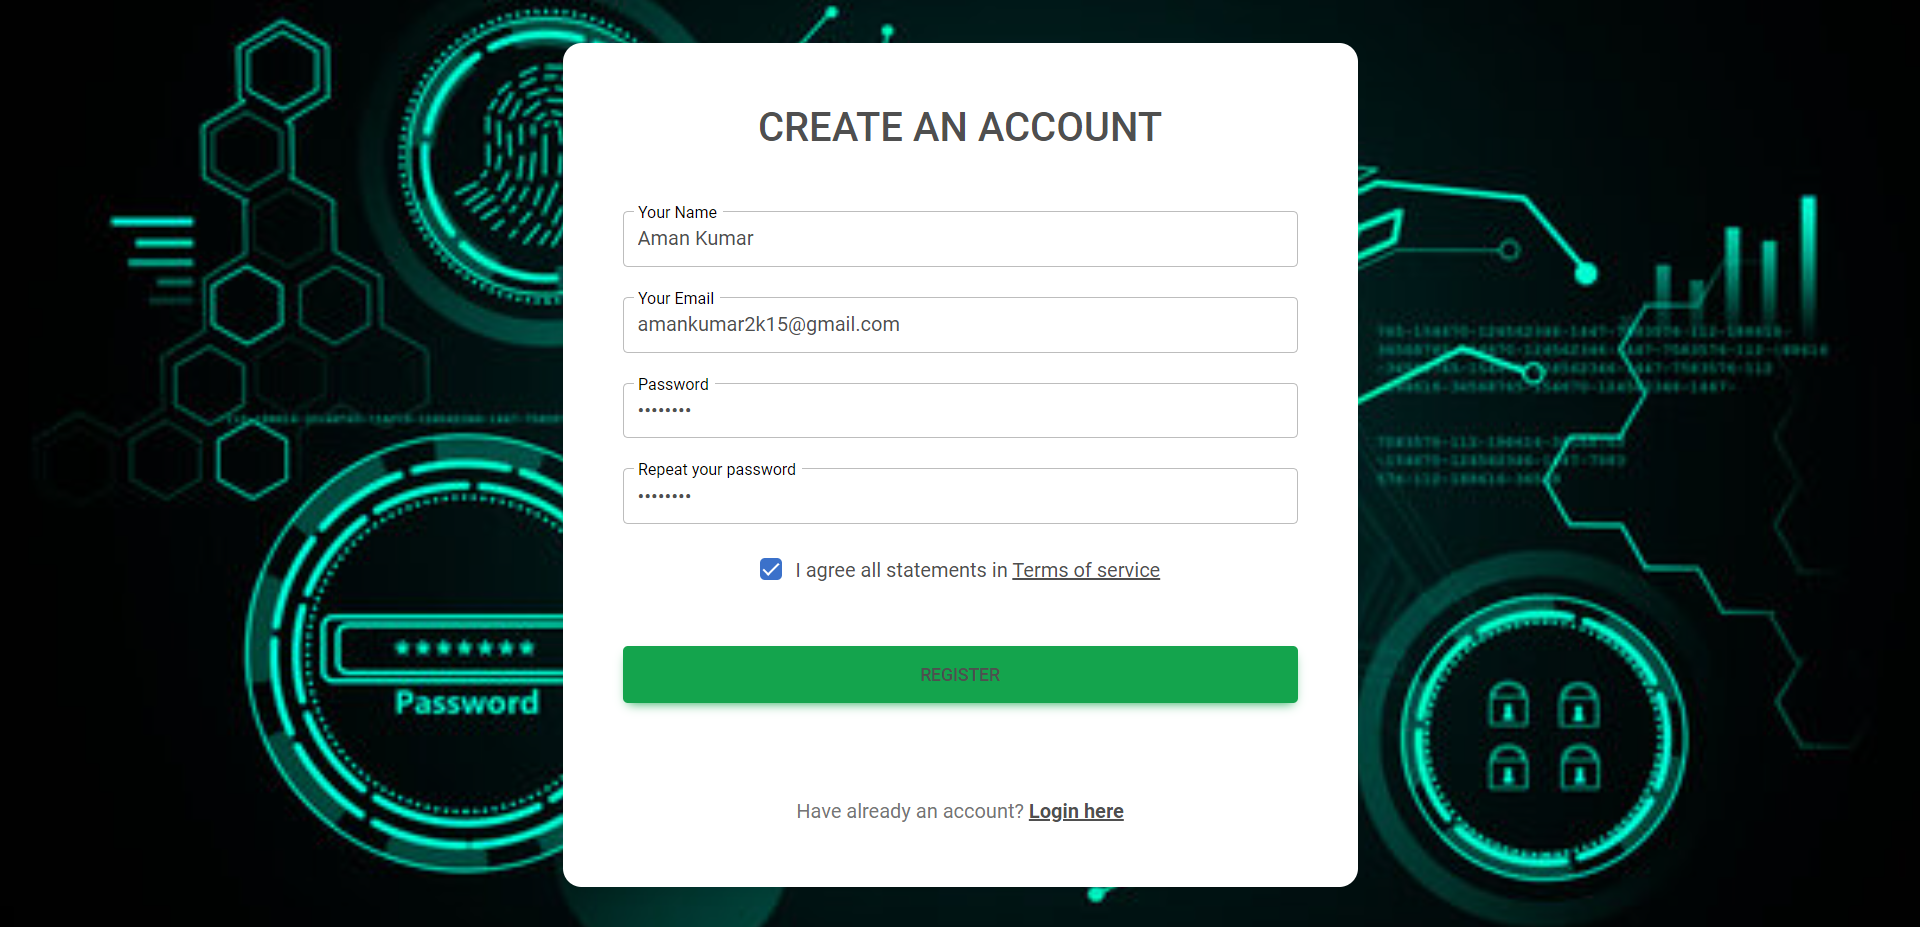 CREATE AN ACCOUNT
Your Name
Aman Kumar
Your Email
amankumar2k15@gmail.com
Password
••••••••
Repeat your password
••••••••
I agree all statements in Terms of service
REGISTER
Have already an account? Login here
*******
Password